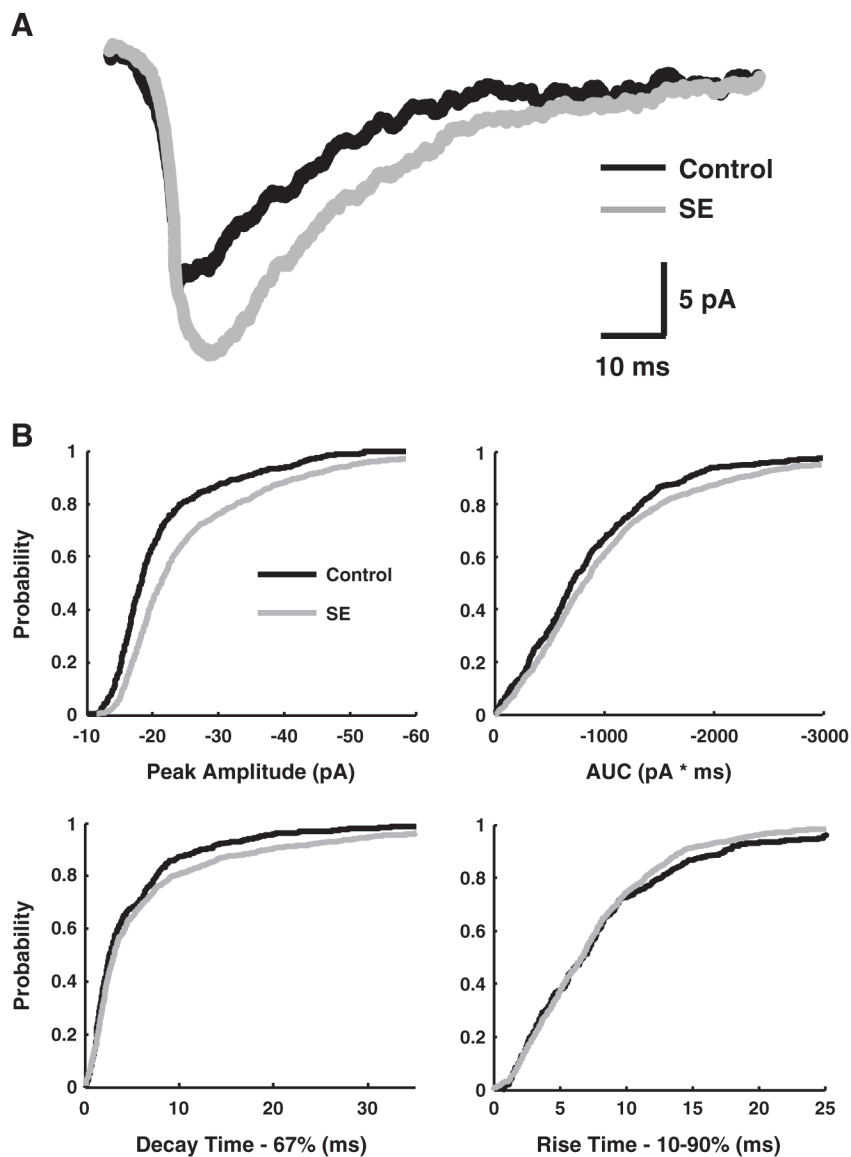 A
Control
SE
5 pA
10 ms
B
Probability
1
0.8
0.6
0.4
0.2
0
Control
SE
-10 -20 -30 -40 -50 -60
Peak Amplitude (pA)
1
0.8
0.6
0.4
0.2
0
0 -1000 -2000 -3000
AUC (pA * ms)
Probability
1
0.8
0.6
0.4
0.2
0
0 10 20 30
Decay Time - 67% (ms)
1
0.8
0.6
0.4
0.2
0
0 5 10 15 20 25
Rise Time - 10-90% (ms)